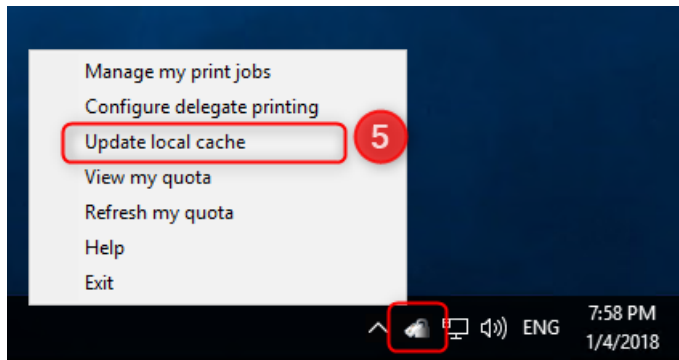 Manage my print jobs
Configure delegate printing
Update local cache
5
View my quota
Refresh my quota
Help
Exit
ENG
7:58 PM
1/4/2018